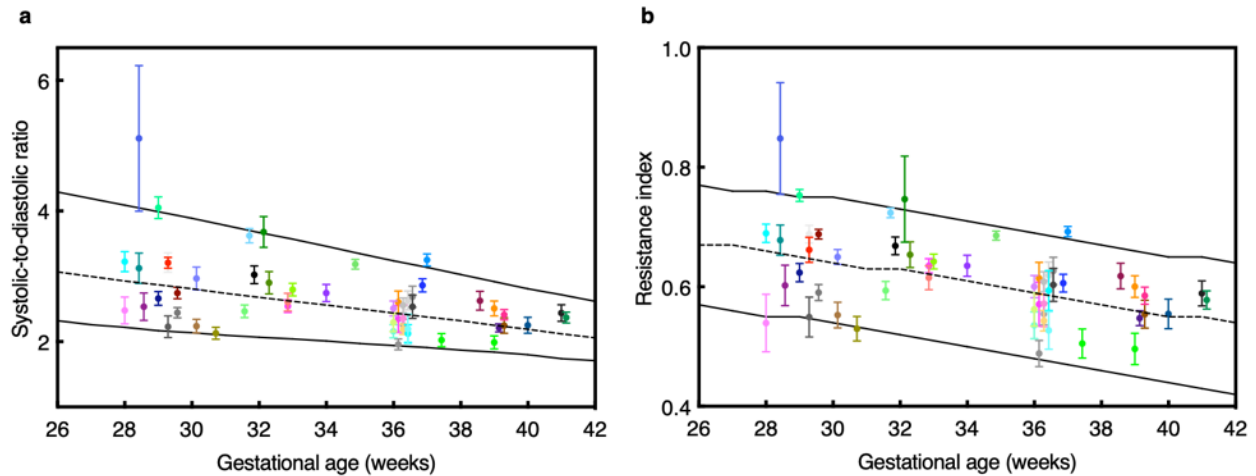 a
b
Systolic-to-diastolic ratio
6
4
2
26 28 30 32 34 36 38 40 42
Gestational age (weeks)
Resistance index
1.0
0.8
0.6
0.4
26 28 30 32 34 36 38 40 42
Gestational age (weeks)